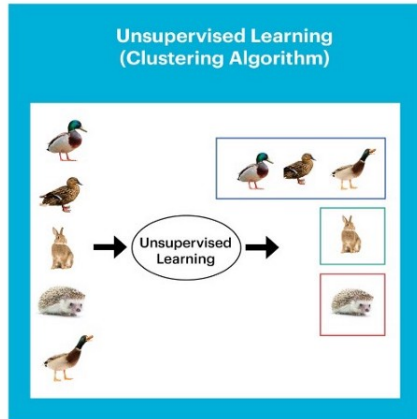 Unsupervised Learning
(Clustering Algorithm)
Unsupervised
Learning